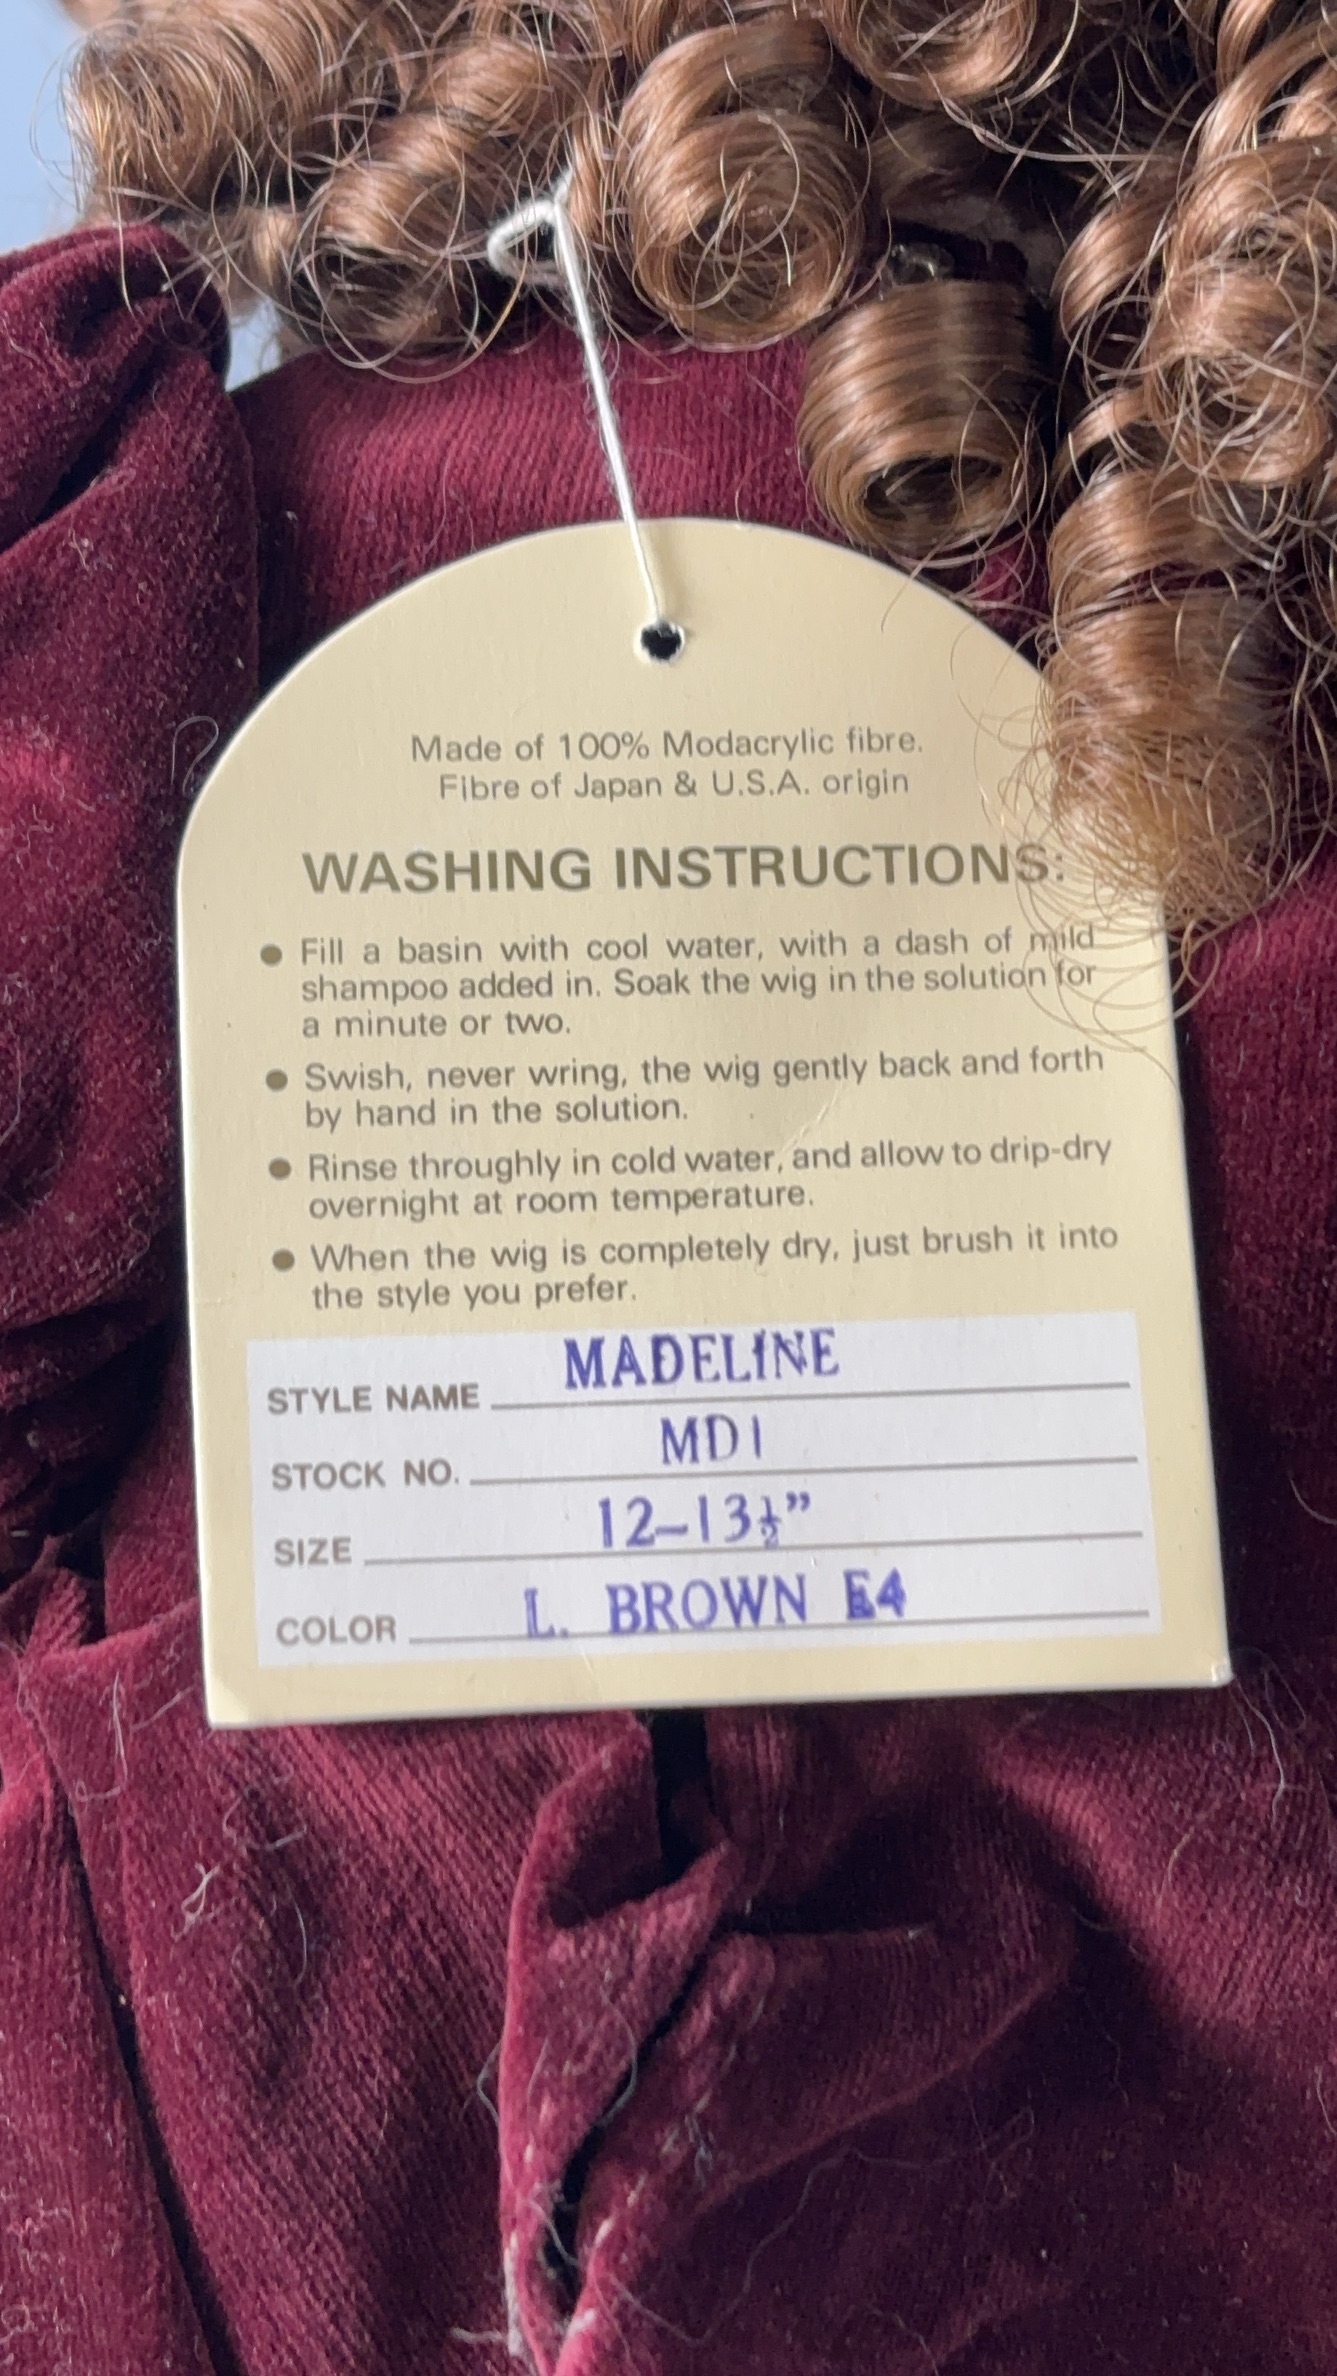 Made of 100% Modacrylic fibre.
Fibre of Japan & U.S.A. origin
WASHING INSTRUCTIONS:
● Fill a basin with cool water, with a dash of mild
shampoo added in. Soak the wig in the solution for
a minute or two.
● Swish, never wring, the wig gently back and forth
by hand in the solution.
● Rinse throughly in cold water, and allow to drip-dry
overnight at room temperature.
● When the wig is completely dry, just brush it into
the style you prefer.
STYLE NAME MADELINE
STOCK NO. MD1
SIZE 12–13½”
COLOR L. BROWN E4